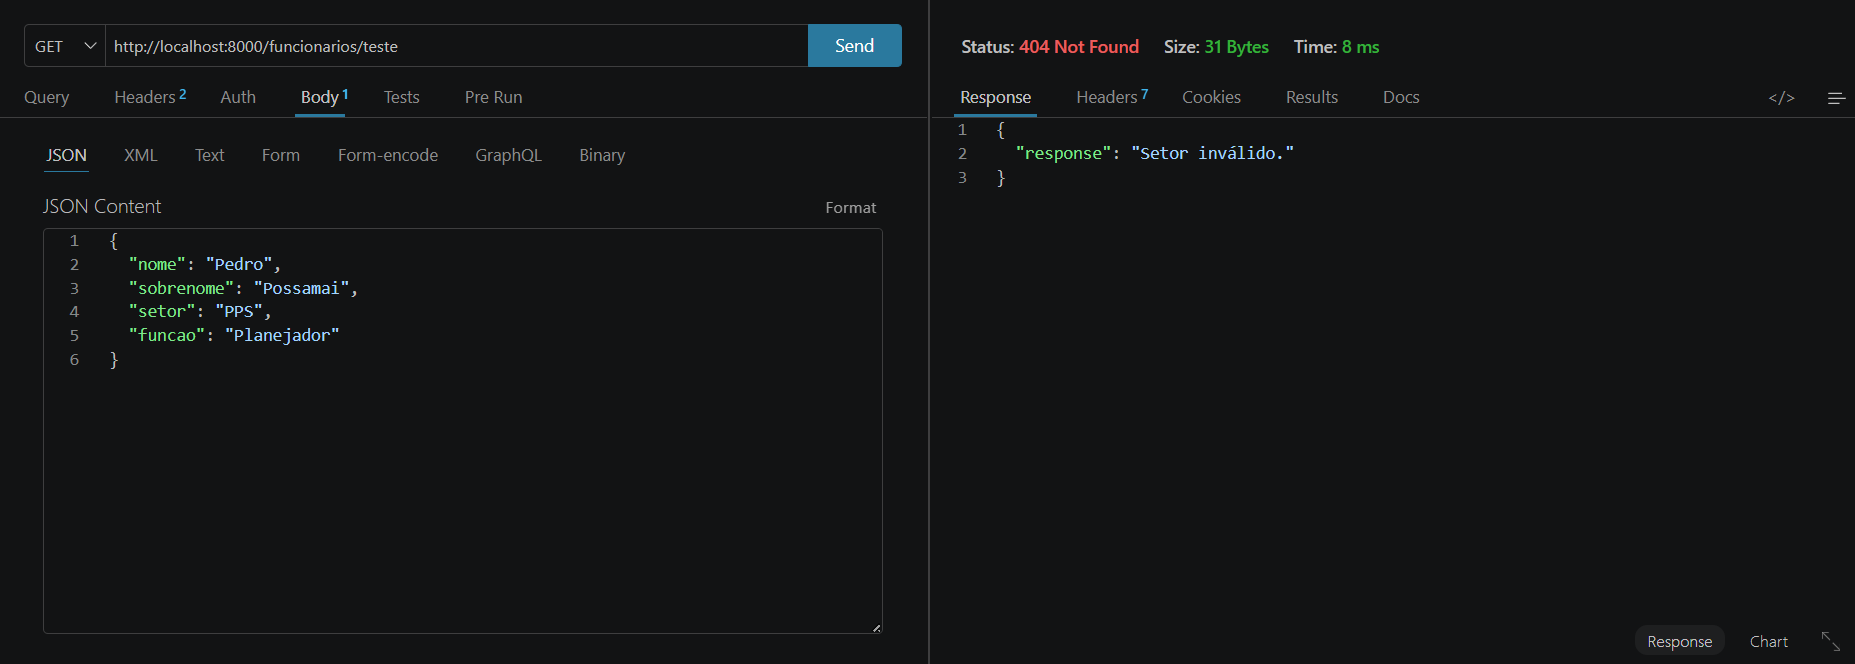 GET http://localhost:8000/funcionarios/teste Send
Query Headers 2 Auth Body 1 Tests Pre Run
JSON XML Text Form Form-encode GraphQL Binary
JSON Content Format
1 {
2 "nome": "Pedro",
3 "sobrenome": "Possamai",
4 "setor": "PPS",
5 "funcao": "Planejador"
6 }
Status: 404 Not Found Size: 31 Bytes Time: 8 ms
Response Headers 7 Cookies Results Docs </>
1 {
2 "response": "Setor inválido."
3 }
Response Chart